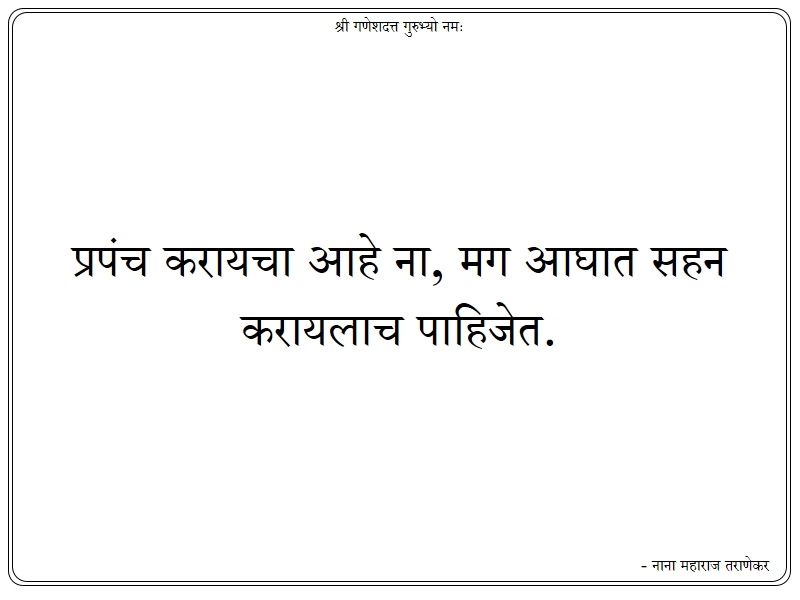 श्री गणेशदत्त गुरुभ्यो नमः
प्रपंच करायचा आहे ना, मग आघात सहन
करायलाच पाहिजेत.
- नाना महाराज तराणेकर